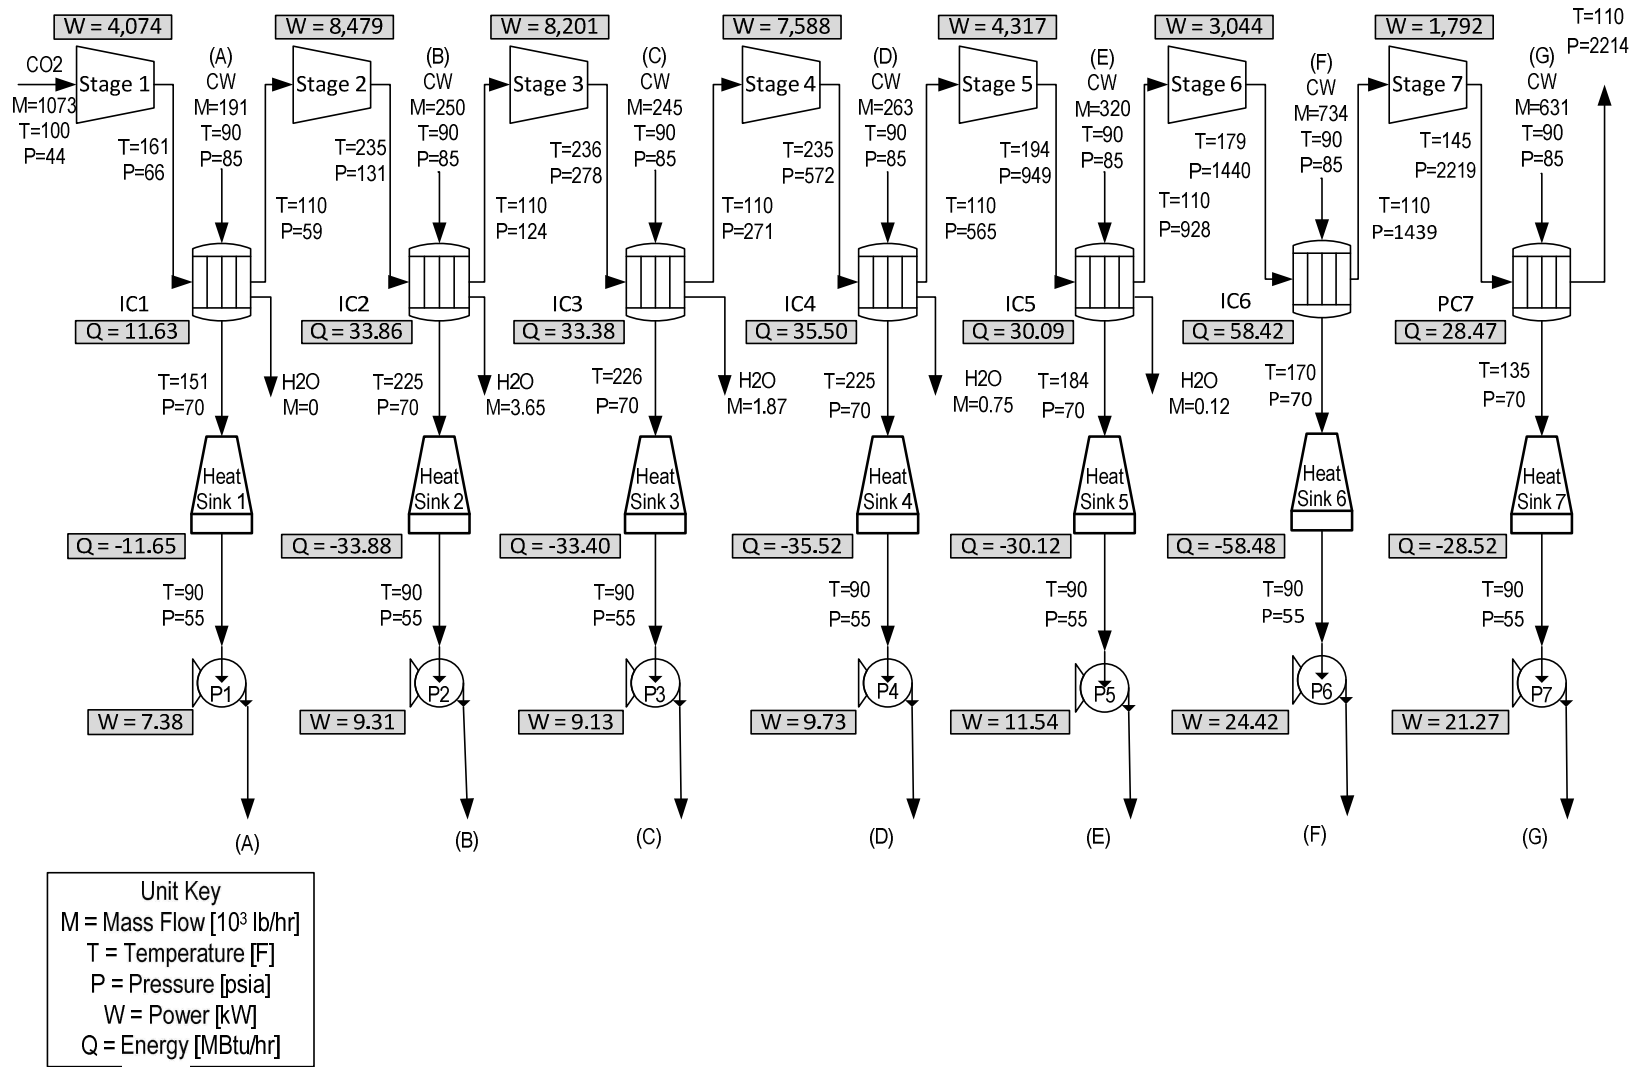 W = 4,074
W = 8,479
W = 8,201
W = 7,588
W = 4,317
W = 3,044
W = 1,792
T=110
P=2214
CO2
M=1073
T=100
P=44
Stage 1
(A)
CW
M=191
T=90
P=85
Stage 2
(B)
CW
M=250
T=90
P=85
Stage 3
(C)
CW
M=245
T=90
P=85
Stage 4
(D)
CW
M=263
T=90
P=85
Stage 5
(E)
CW
M=320
T=90
P=85
Stage 6
(F)
CW
M=734
T=90
P=85
Stage 7
(G)
CW
M=631
T=90
P=85
T=161
P=66
T=110
P=59
T=235
P=131
T=110
P=124
T=236
P=278
T=110
P=271
T=235
P=572
T=110
P=565
T=194
P=949
T=110
P=928
T=179
P=1440
T=110
P=1439
T=145
P=2219
IC1
Q = 11.63
IC2
Q = 33.86
IC3
Q = 33.38
IC4
Q = 35.50
IC5
Q = 30.09
IC6
Q = 58.42
PC7
Q = 28.47
T=151
P=70
H2O
M=0
T=225
P=70
H2O
M=3.65
T=226
P=70
H2O
M=1.87
T=225
P=70
H2O
M=0.75
T=184
P=70
H2O
M=0.12
T=170
P=70
T=135
P=70
Heat
Sink 1
Heat
Sink 2
Heat
Sink 3
Heat
Sink 4
Heat
Sink 5
Heat
Sink 6
Heat
Sink 7
Q = -11.65
Q = -33.88
Q = -33.40
Q = -35.52
Q = -30.12
Q = -58.48
Q = -28.52
T=90
P=55
T=90
P=55
T=90
P=55
T=90
P=55
T=90
P=55
T=90
P=55
T=90
P=55
P1
P2
P3
P4
P5
P6
P7
W = 7.38
W = 9.31
W = 9.13
W = 9.73
W = 11.54
W = 24.42
W = 21.27
(A)
(B)
(C)
(D)
(E)
(F)
(G)
Unit Key
M = Mass Flow [10³ lb/hr]
T = Temperature [F]
P = Pressure [psia]
W = Power [kW]
Q = Energy [MBtu/hr]